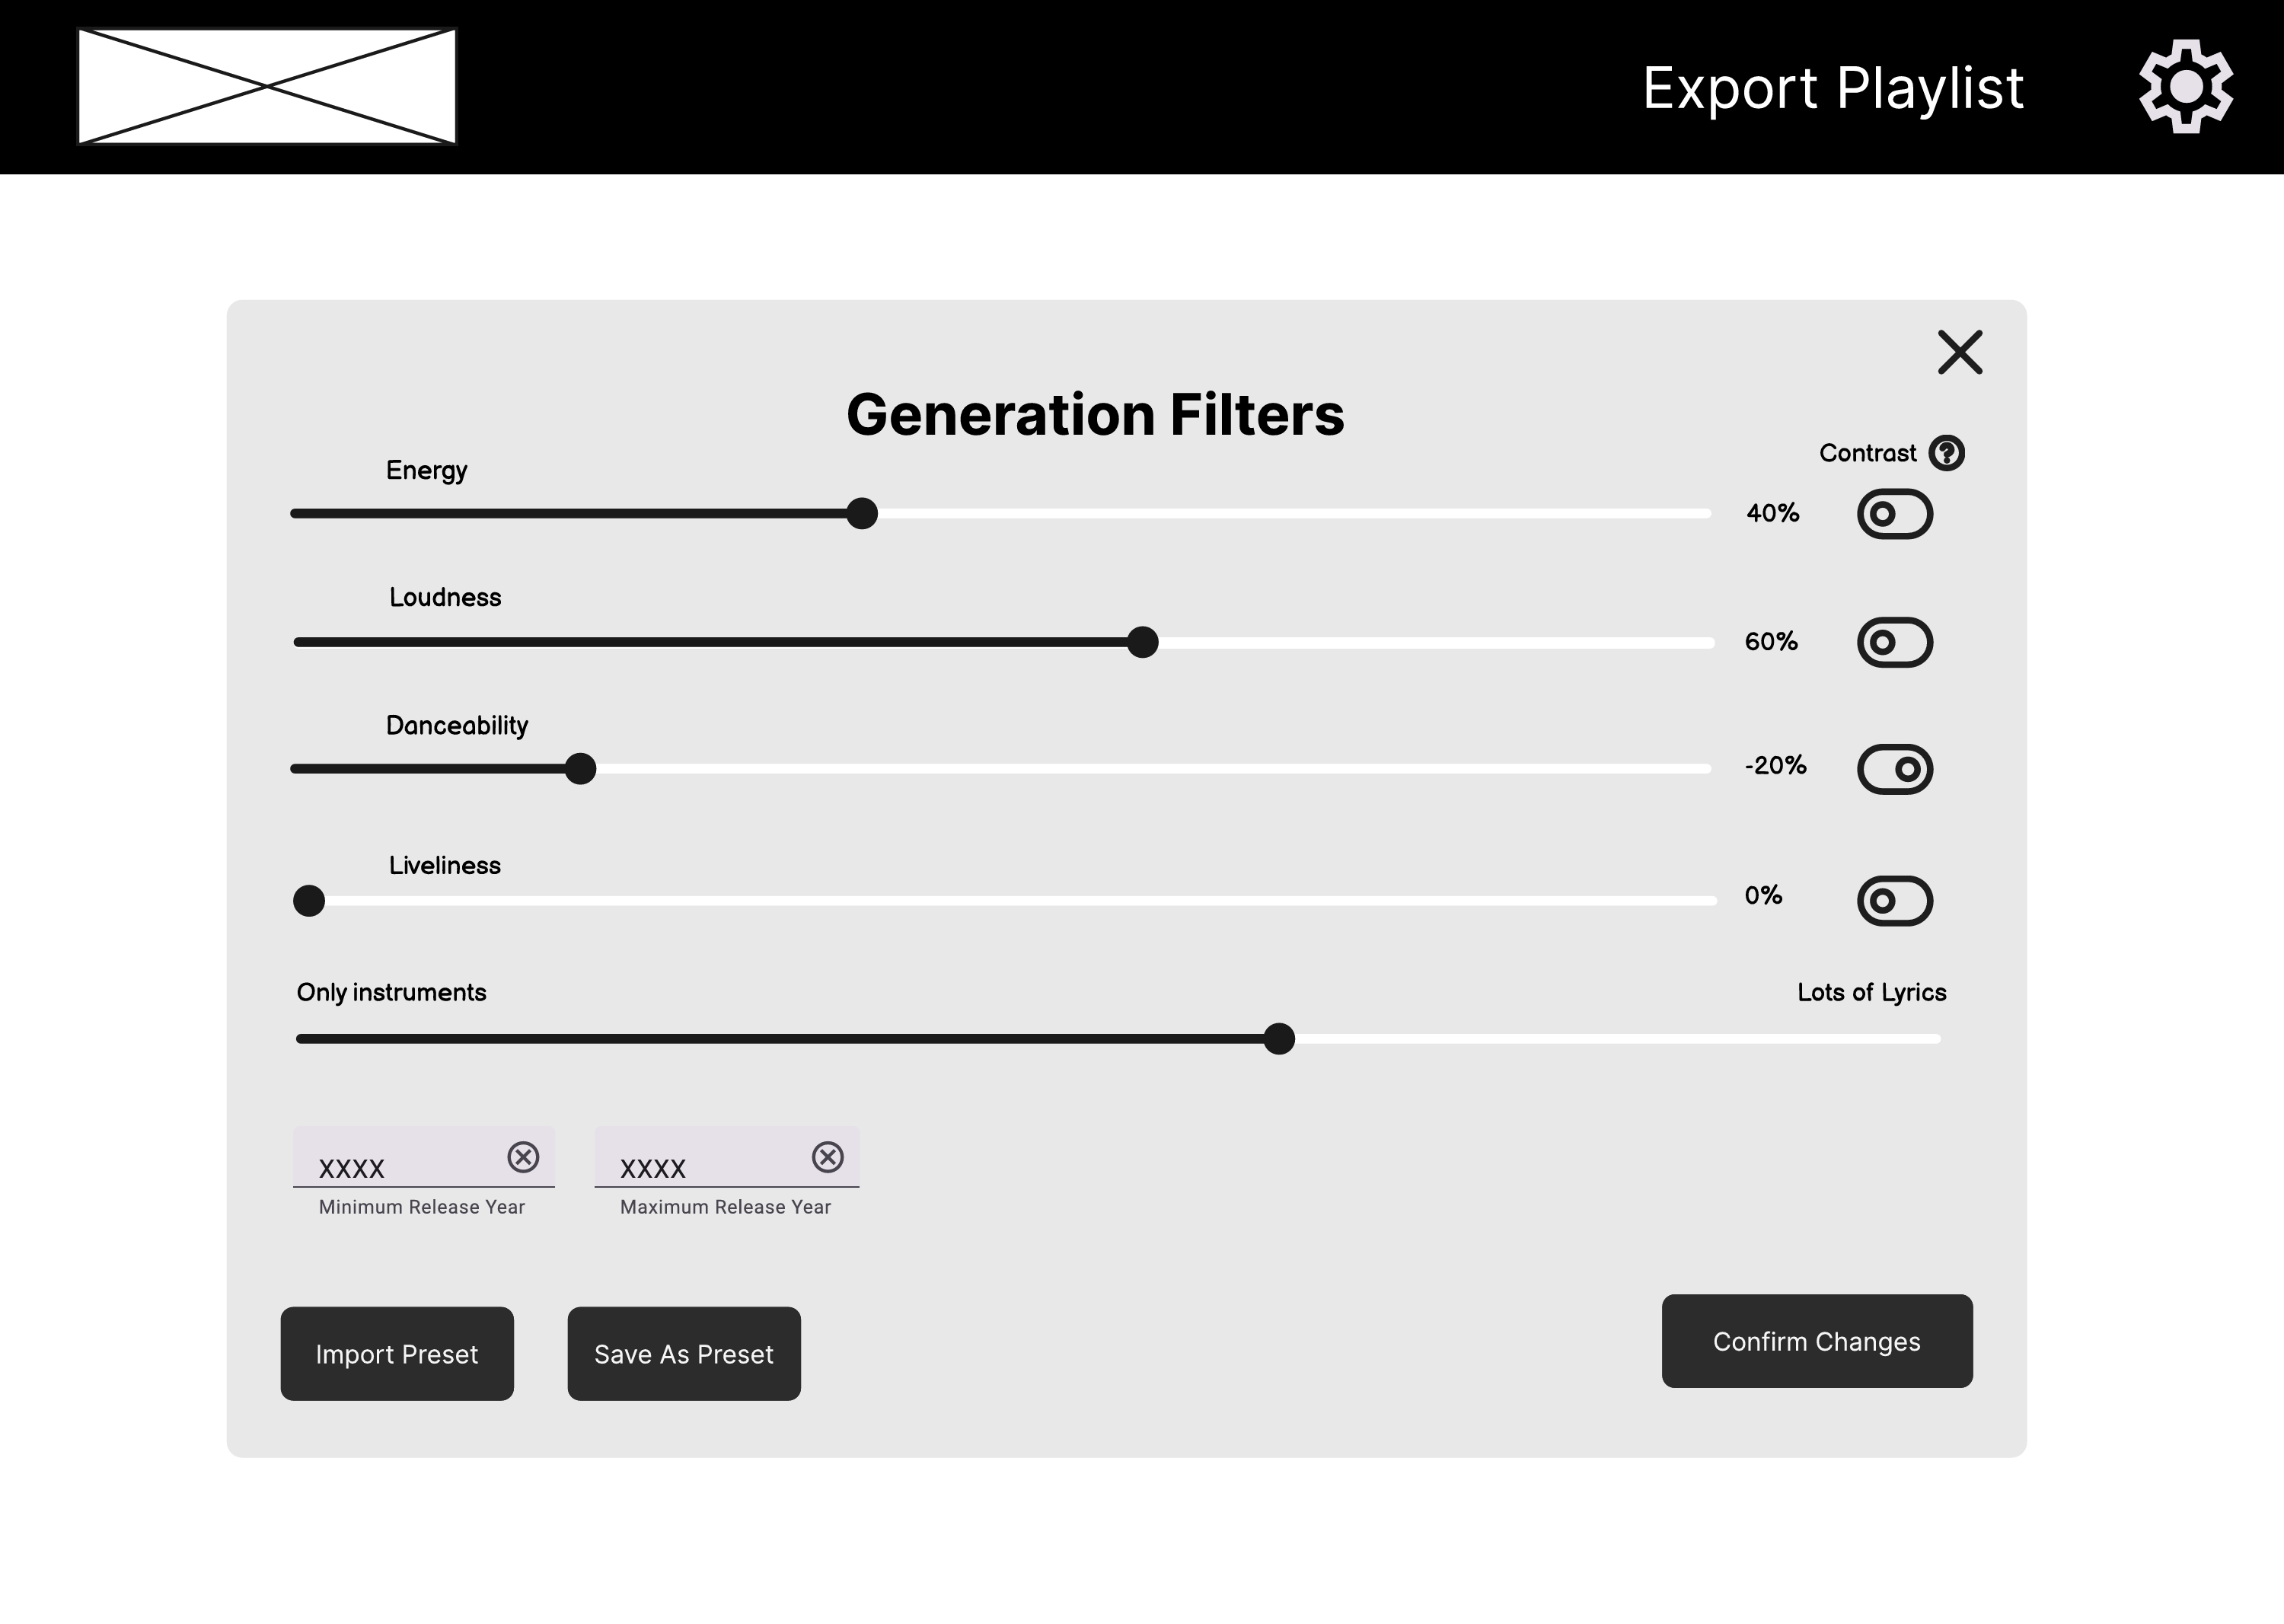 Export Playlist
Generation Filters
Contrast ?
Energy
40%
Loudness
60%
Danceability
-20%
Liveliness
0%
Only instruments
Lots of Lyrics
XXXX
Minimum Release Year
XXXX
Maximum Release Year
Import Preset
Save As Preset
Confirm Changes